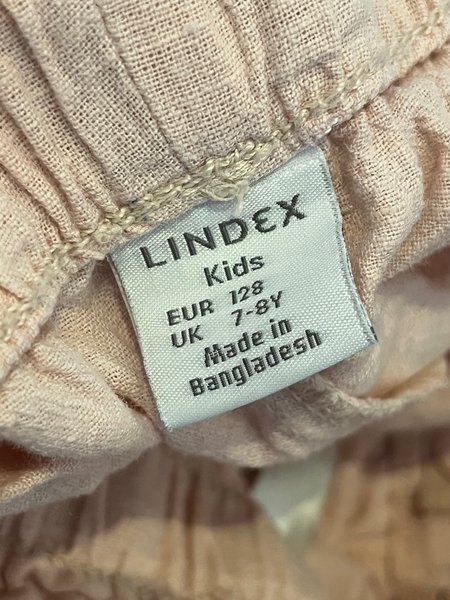 LINDEX
Kids
EUR 128
UK 7-8Y
Made in
Bangladesh